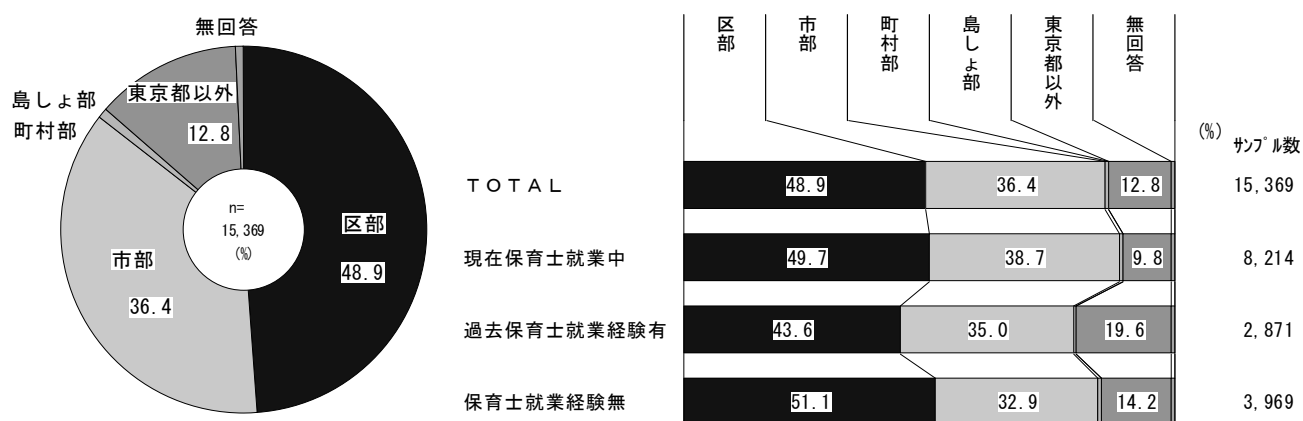 無回答
島しょ部
町村部
東京都以外
12.8
n=
15,369
(%)
区部
48.9
市部
36.4
区部
市部
町村部
島しょ部
東京都以外
無回答
(%)
サンプル数
TOTAL
48.9
36.4
12.8
15,369
現在保育士就業中
49.7
38.7
9.8
8,214
過去保育士就業経験有
43.6
35.0
19.6
2,871
保育士就業経験無
51.1
32.9
14.2
3,969